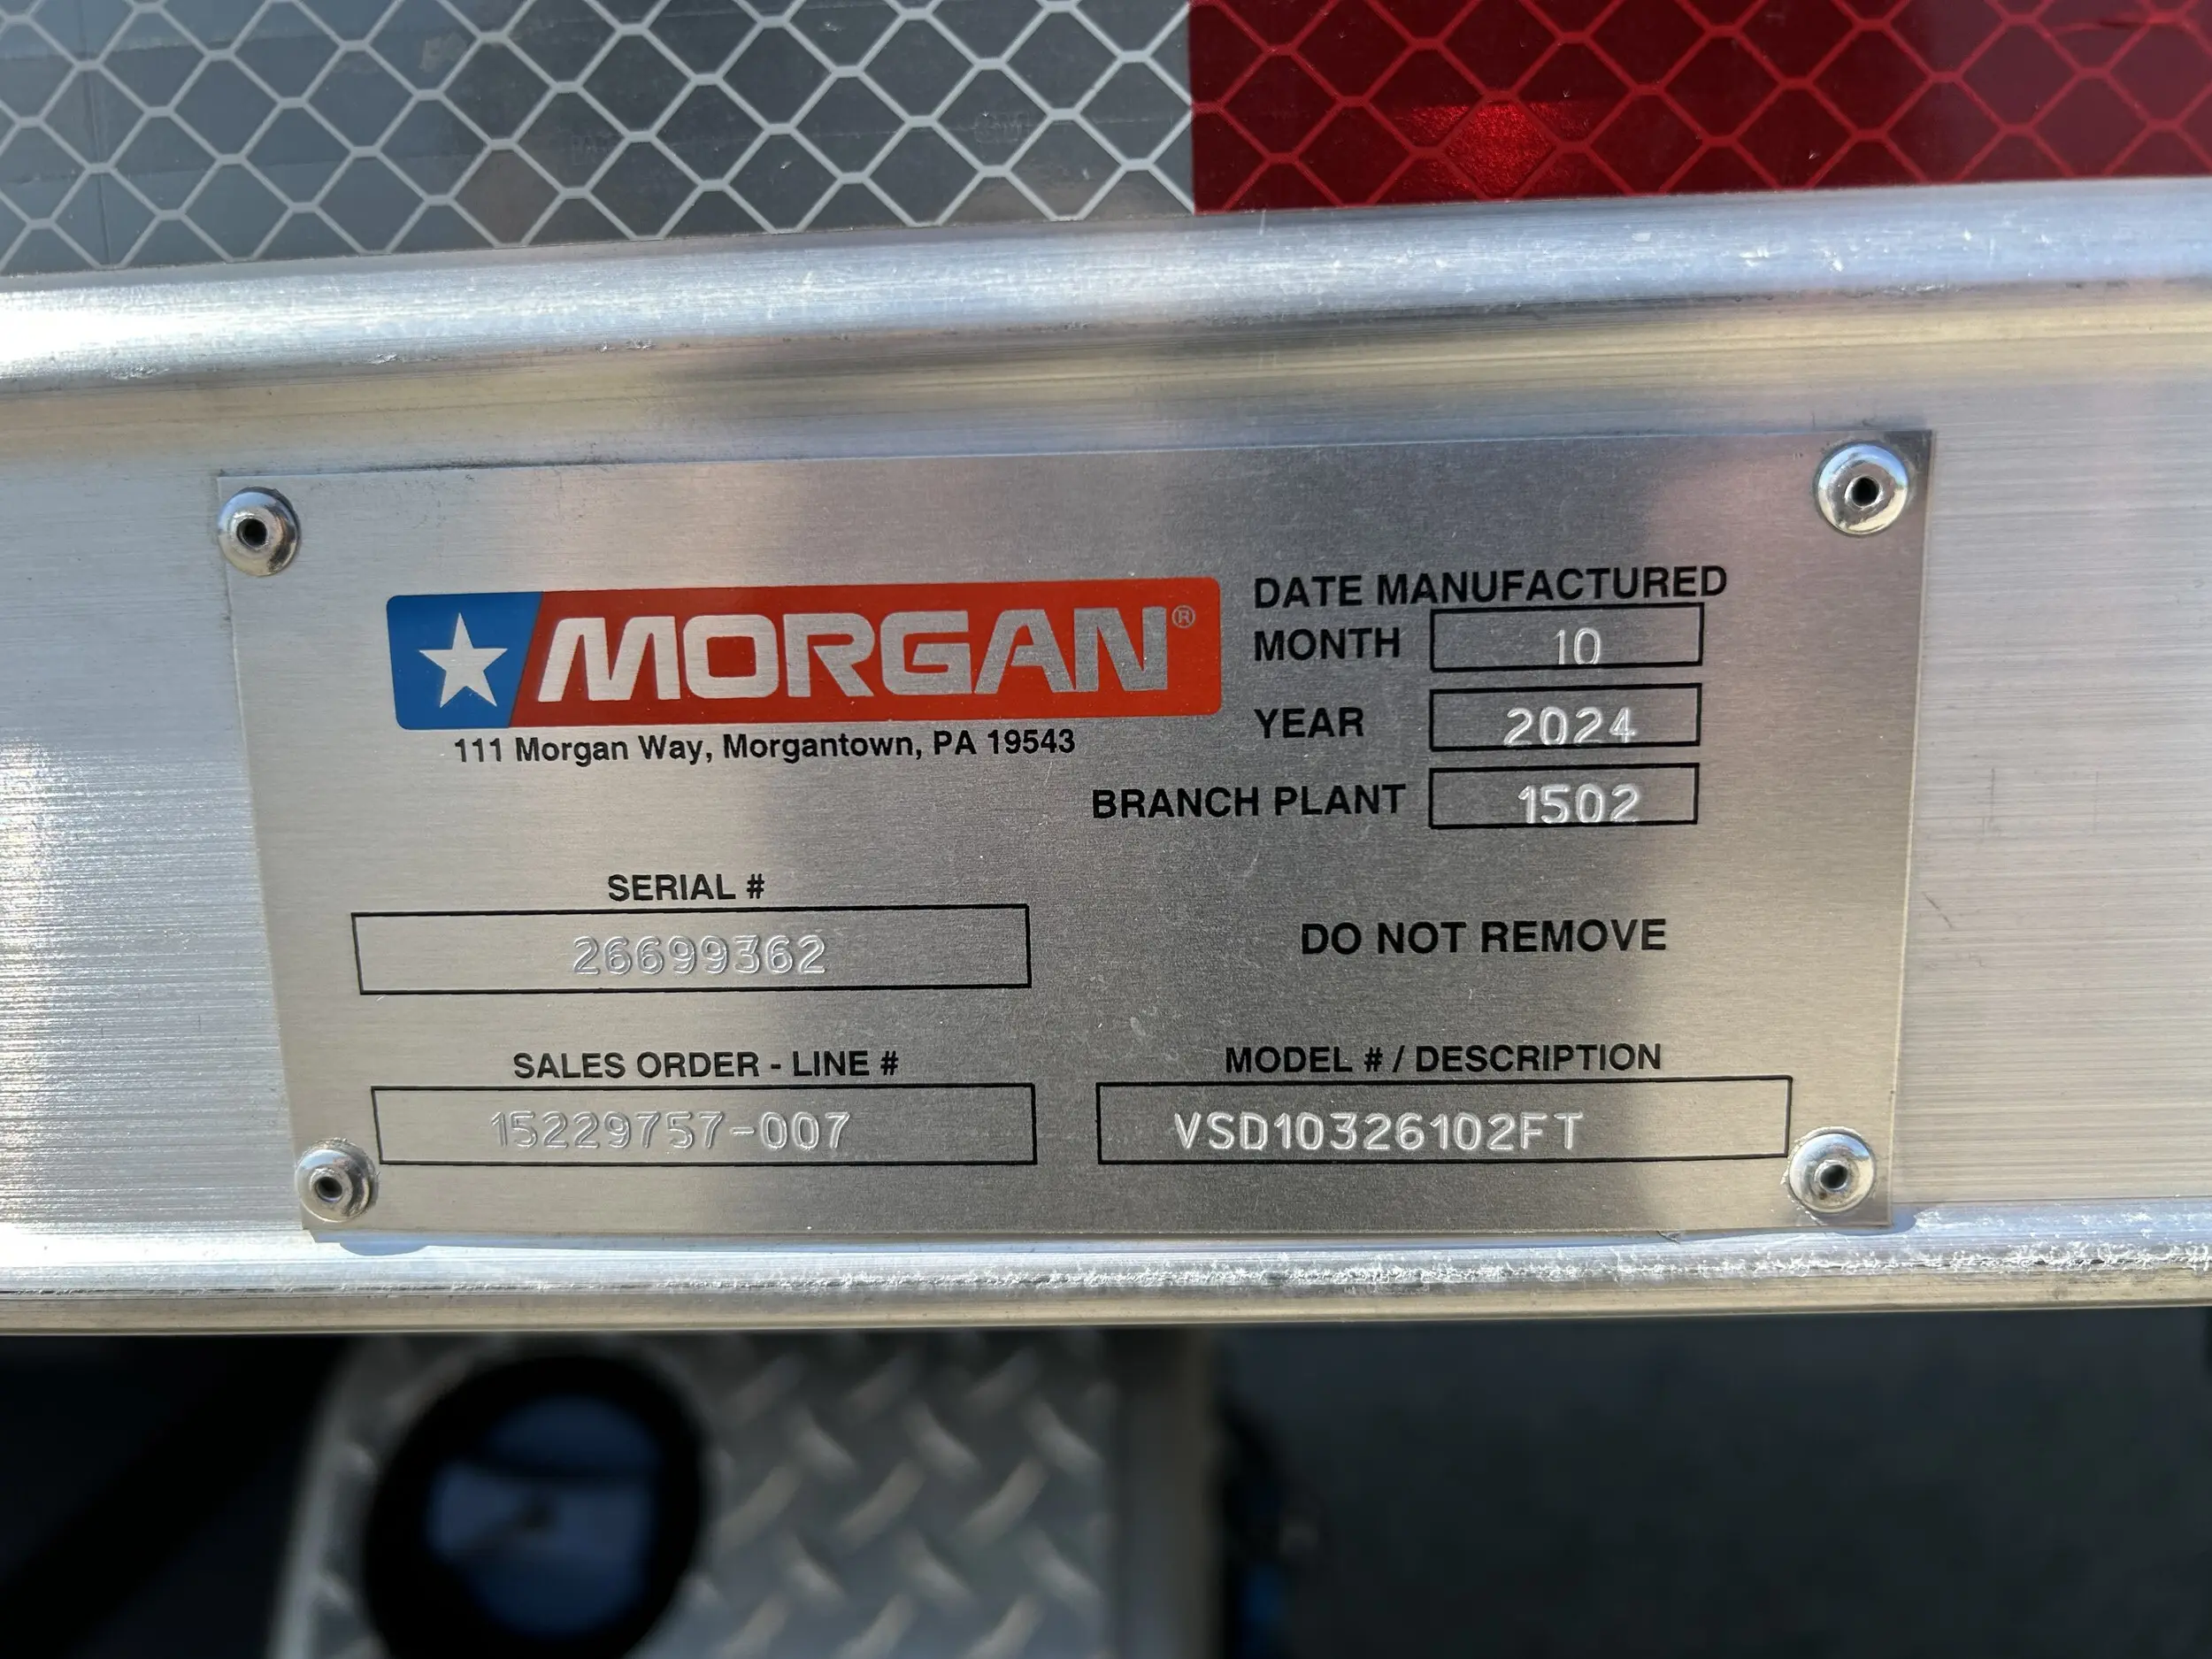 MORGAN®
111 Morgan Way, Morgantown, PA 19543
DATE MANUFACTURED
MONTH 10
YEAR 2024
BRANCH PLANT 1502
SERIAL #
26699362
DO NOT REMOVE
SALES ORDER - LINE #
15229757-007
MODEL # / DESCRIPTION
VSD10326102FT